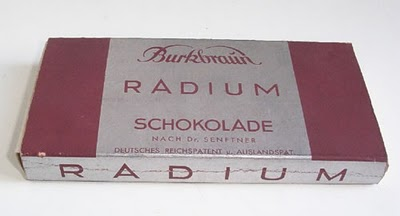 Burkbraun
RADIUM
SCHOKOLADE
NACH Dr. SENFTNER
DEUTSCHES REICHSPATENT u. AUSLANDSPAT.
RADIUM